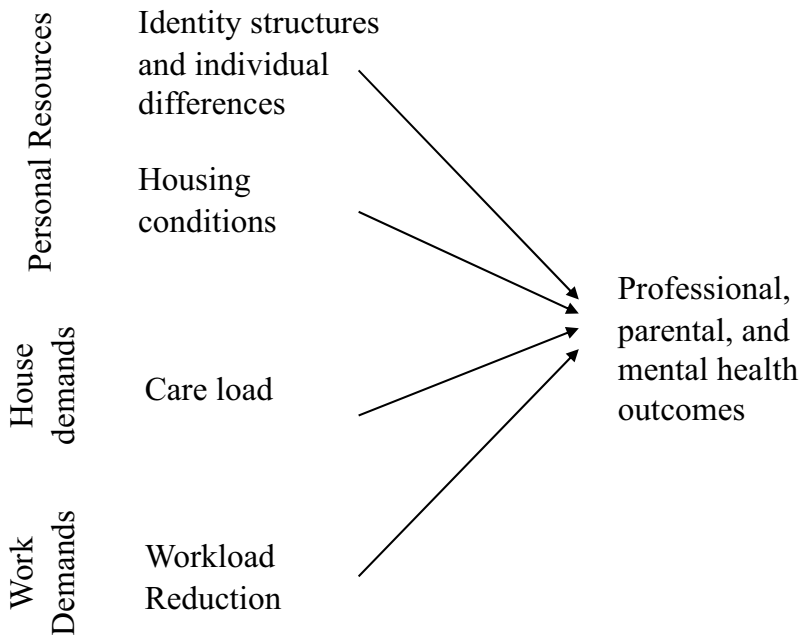 Personal Resources
Identity structures
and individual
differences
Housing
conditions
House
demands
Care load
Work
Demands
Workload
Reduction
Professional,
parental, and
mental health
outcomes